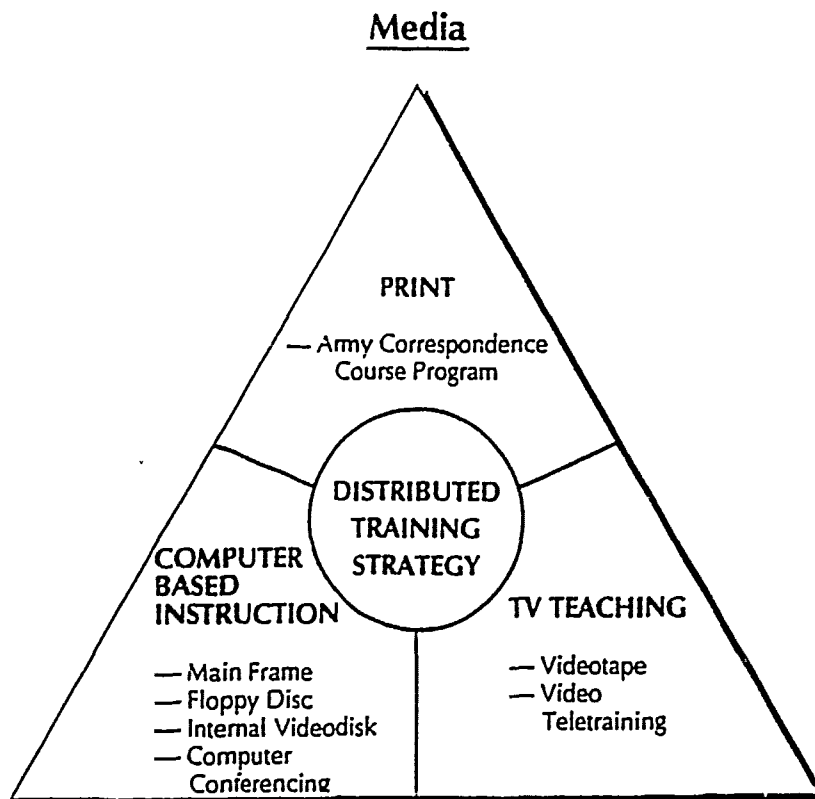 Media
PRINT
— Army Correspondence
Course Program
DISTRIBUTED
TRAINING
STRATEGY
COMPUTER
BASED
INSTRUCTION
— Main Frame
— Floppy Disc
— Internal Videodisk
— Computer
Conferencing
TV TEACHING
— Videotape
— Video
Teletraining